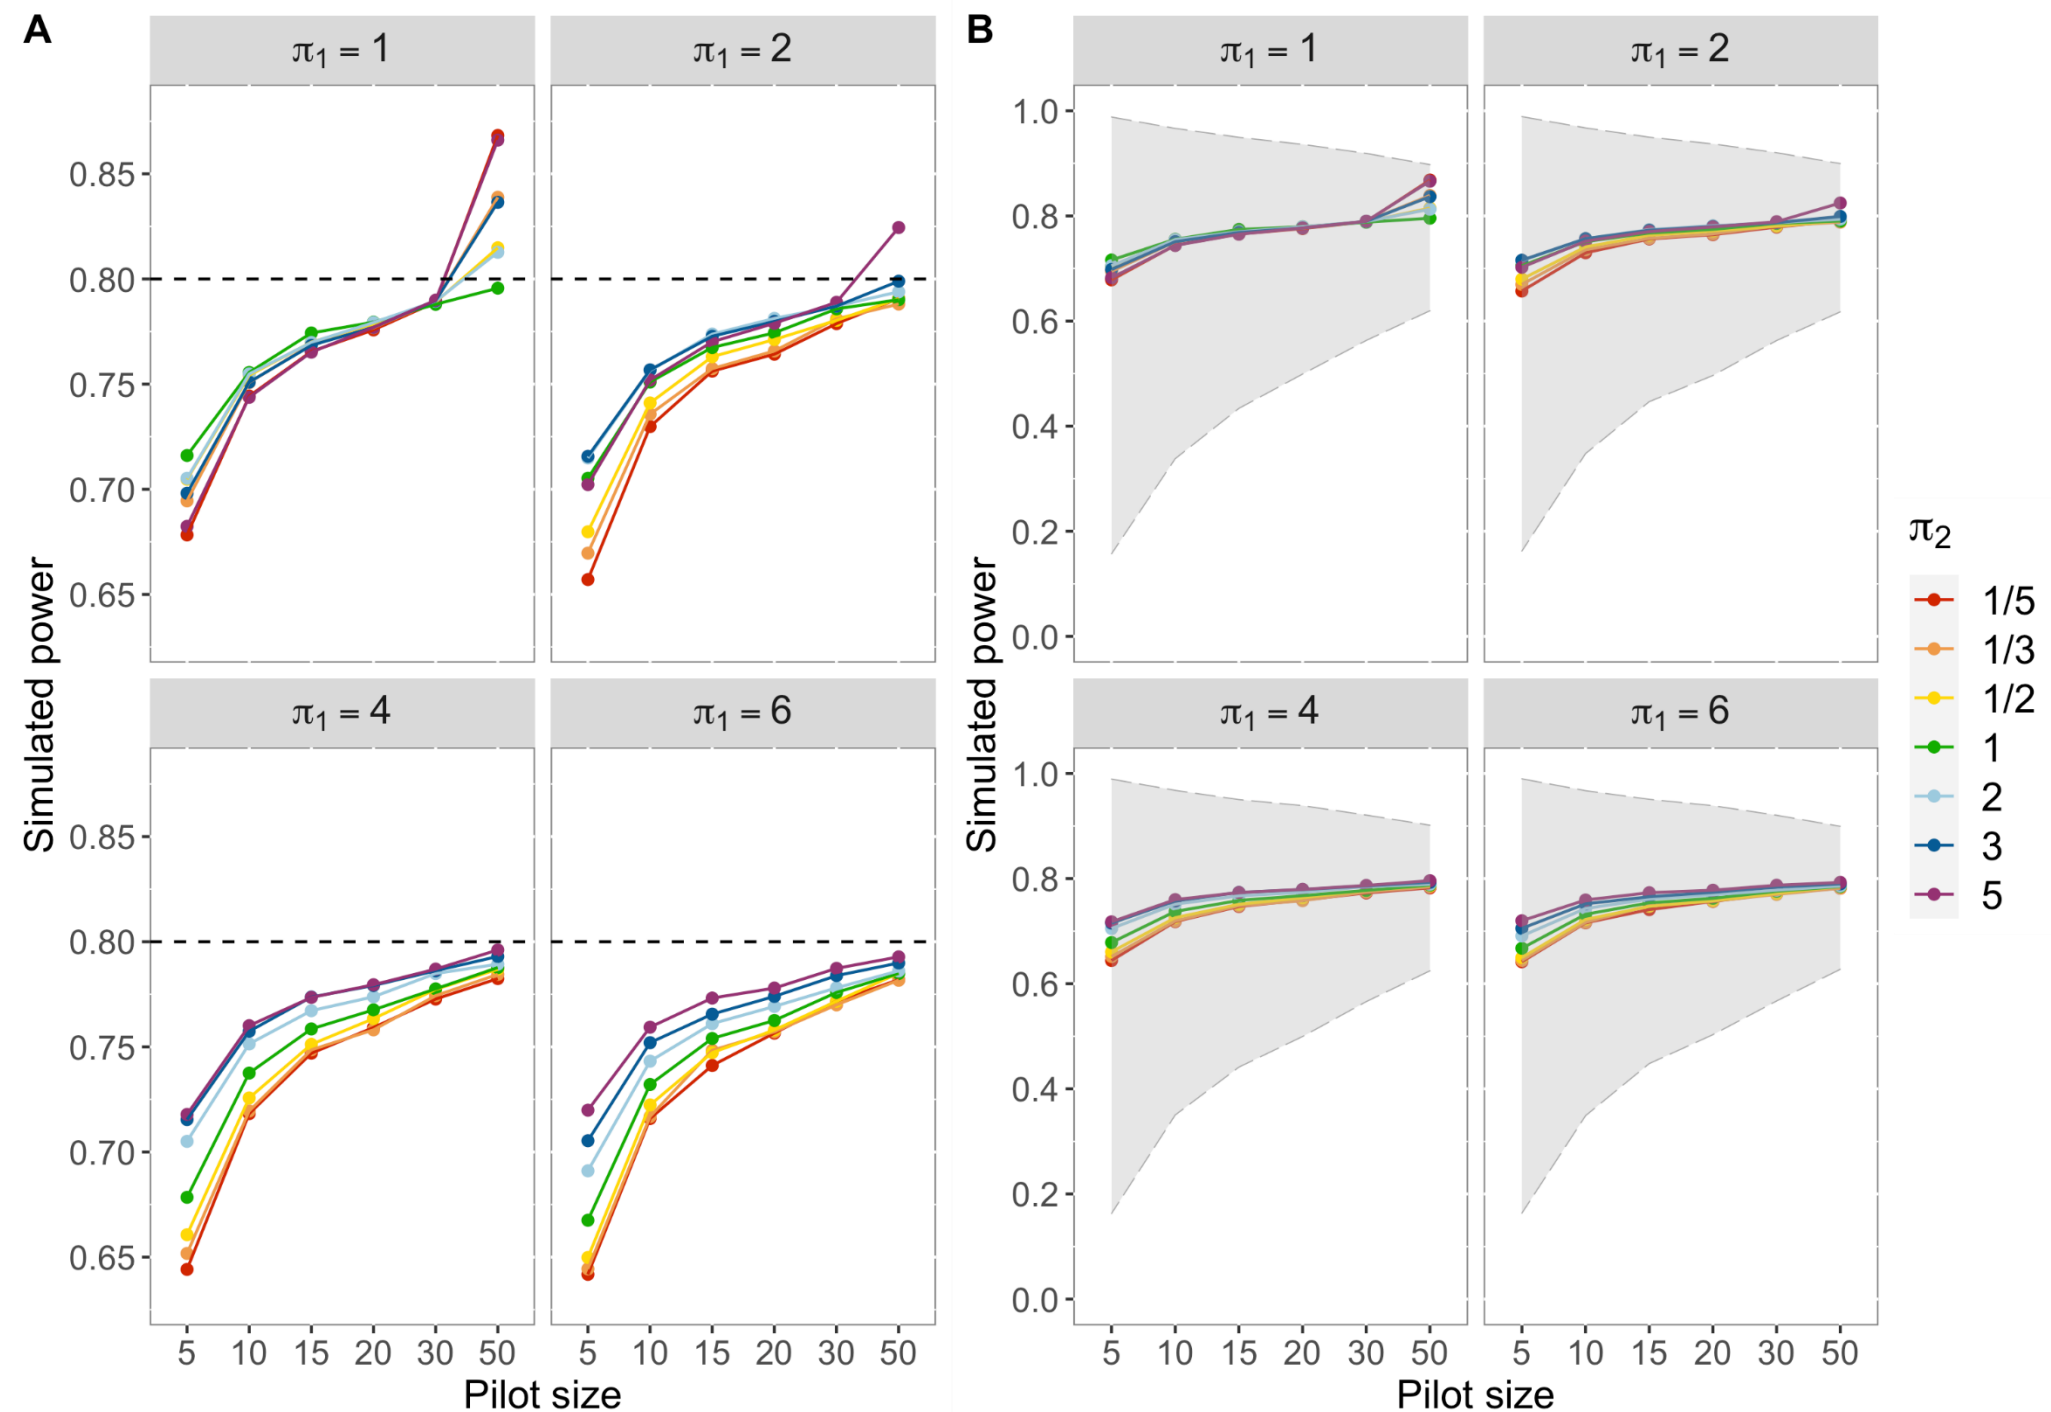 A
π1 = 1
π1 = 2
0.85
0.80
0.75
0.70
0.65
π1 = 4
π1 = 6
0.85
0.80
0.75
0.70
0.65
5 10 15 20 30 50
5 10 15 20 30 50
Pilot size
Simulated power
B
π1 = 1
π1 = 2
1.0
0.8
0.6
0.4
0.2
0.0
π1 = 4
π1 = 6
1.0
0.8
0.6
0.4
0.2
0.0
5 10 15 20 30 50
5 10 15 20 30 50
Pilot size
Simulated power
π2
1/5
1/3
1/2
1
2
3
5